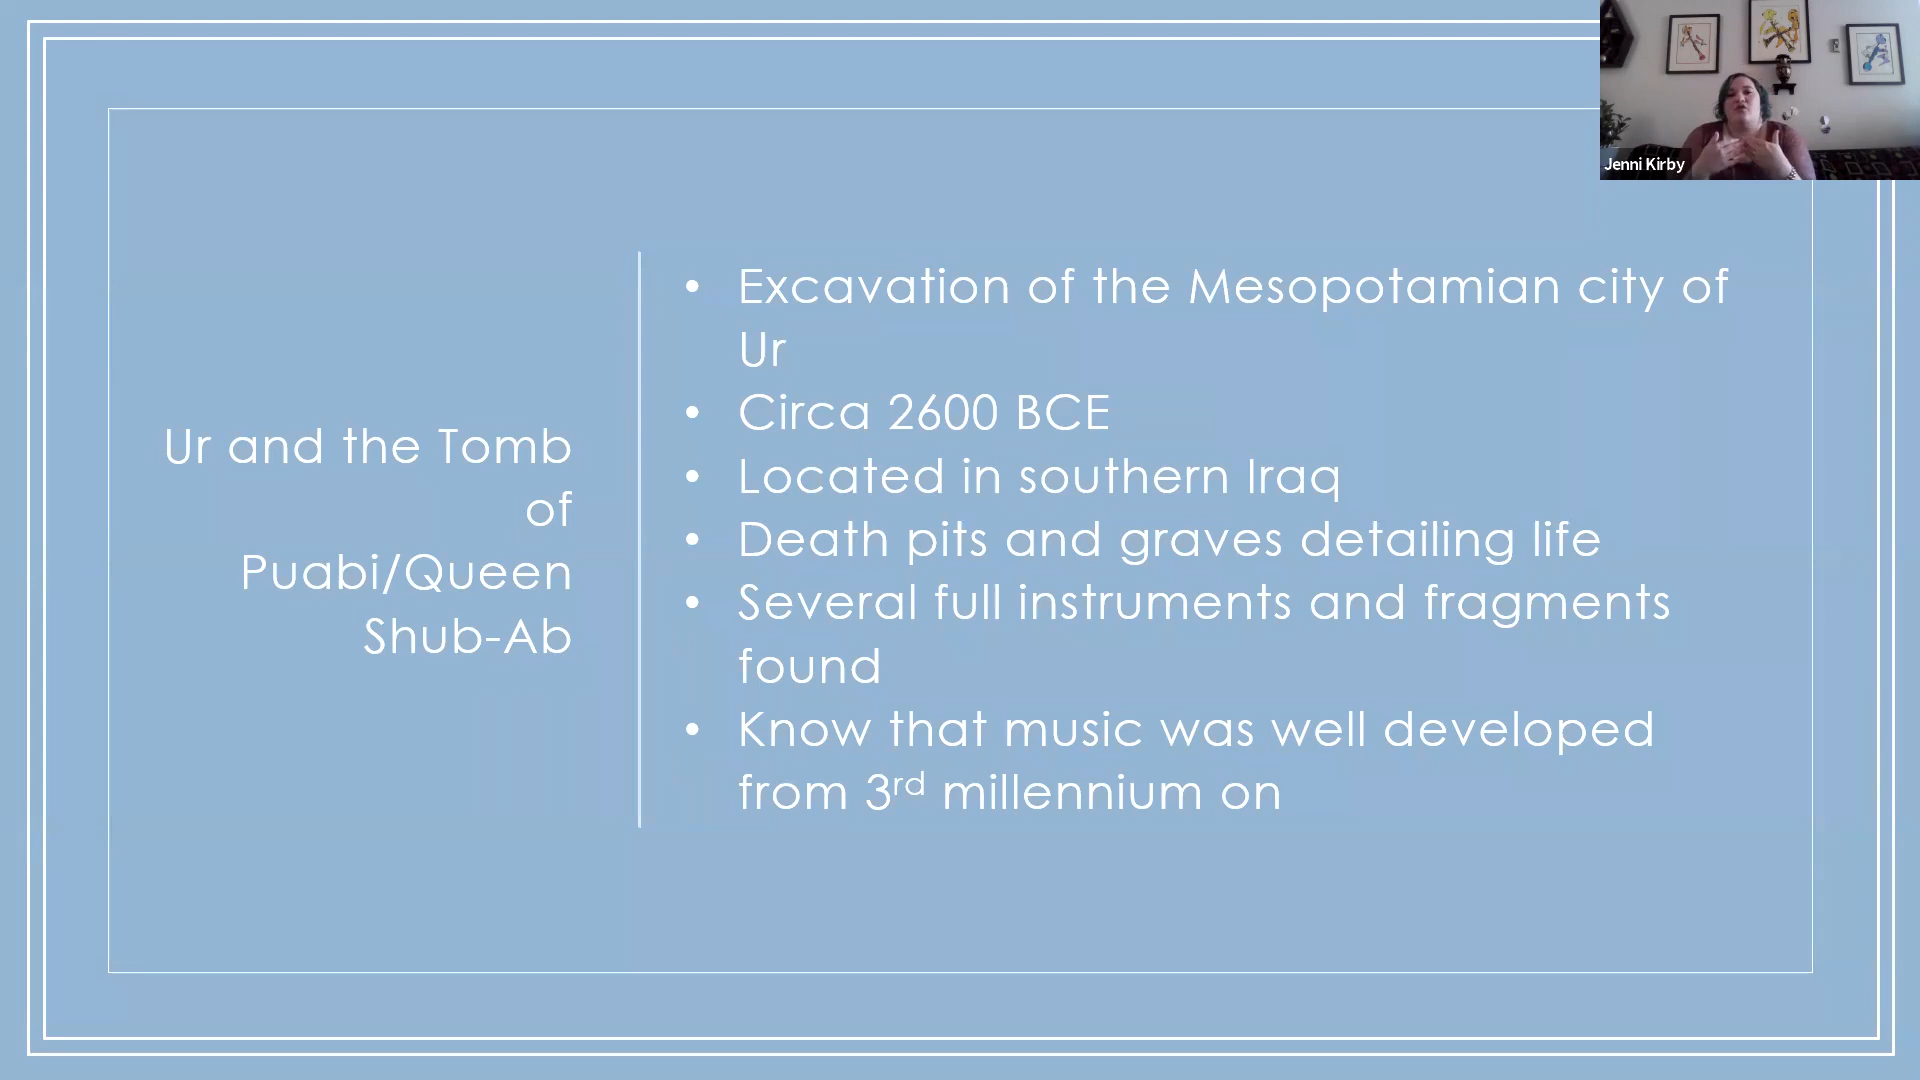 Jenni Kirby
Ur and the Tomb
of
Puabi/Queen
Shub-Ab
• Excavation of the Mesopotamian city of
Ur
• Circa 2600 BCE
• Located in southern Iraq
• Death pits and graves detailing life
• Several full instruments and fragments
found
• Know that music was well developed
from 3rd millennium on